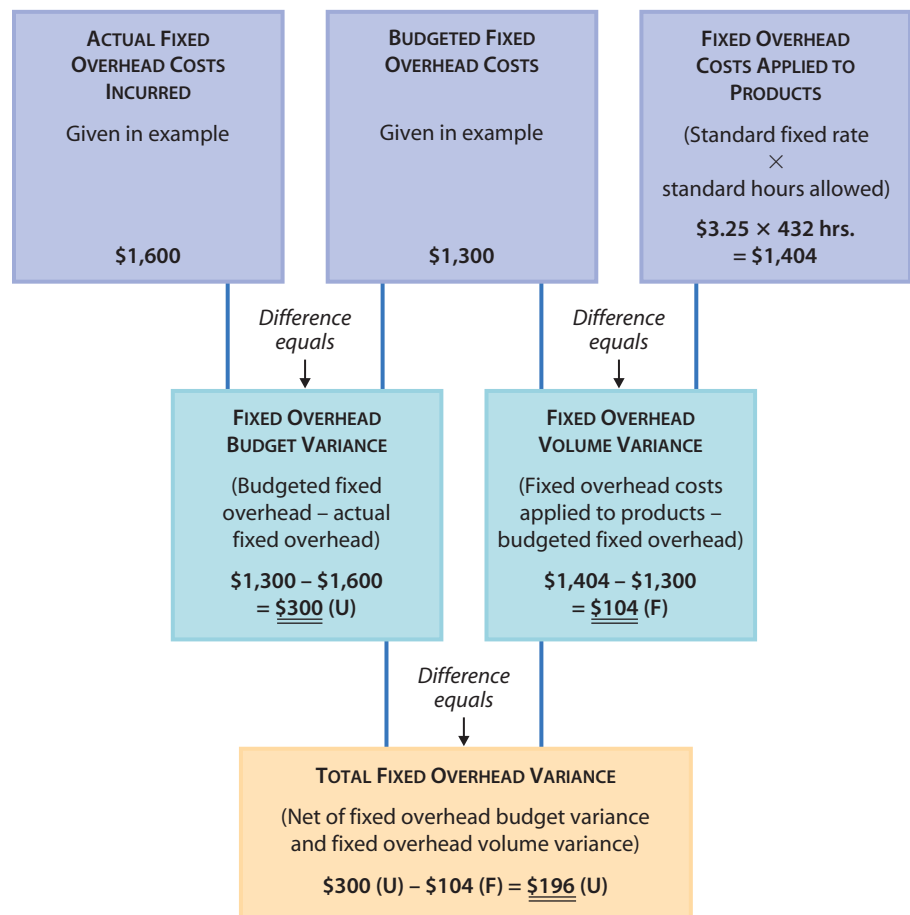 ACTUAL FIXED
OVERHEAD COSTS
INCURRED
Given in example
$1,600
BUDGETED FIXED
OVERHEAD COSTS
Given in example
$1,300
FIXED OVERHEAD
COSTS APPLIED TO
PRODUCTS
(Standard fixed rate
×
standard hours allowed)
$3.25 × 432 hrs.
= $1,404
Difference
equals
Difference
equals
FIXED OVERHEAD
BUDGET VARIANCE
(Budgeted fixed
overhead – actual
fixed overhead)
$1,300 – $1,600
= $300 (U)
FIXED OVERHEAD
VOLUME VARIANCE
(Fixed overhead costs
applied to products –
budgeted fixed overhead)
$1,404 – $1,300
= $104 (F)
Difference
equals
TOTAL FIXED OVERHEAD VARIANCE
(Net of fixed overhead budget variance
and fixed overhead volume variance)
$300 (U) – $104 (F) = $196 (U)